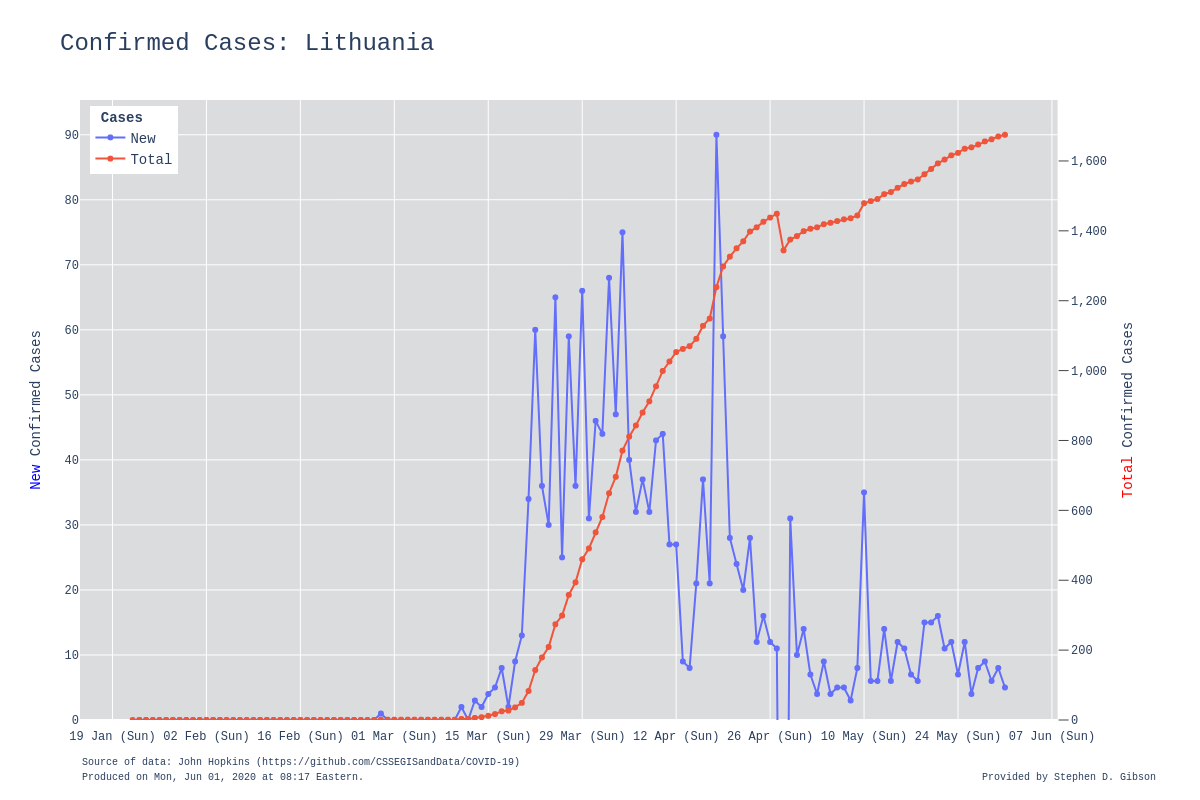 Confirmed Cases: Lithuania
Cases
New
Total
90
80
70
60
50
40
30
20
10
0
New Confirmed Cases
1,600
1,400
1,200
1,000
800
600
400
200
0
Total Confirmed Cases
19 Jan (Sun) 02 Feb (Sun) 16 Feb (Sun) 01 Mar (Sun) 15 Mar (Sun) 29 Mar (Sun) 12 Apr (Sun) 26 Apr (Sun) 10 May (Sun) 24 May (Sun) 07 Jun (Sun)
Source of data: John Hopkins (https://github.com/CSSEGISandData/COVID-19)
Produced on Mon, Jun 01, 2020 at 08:17 Eastern.
Provided by Stephen D. Gibson